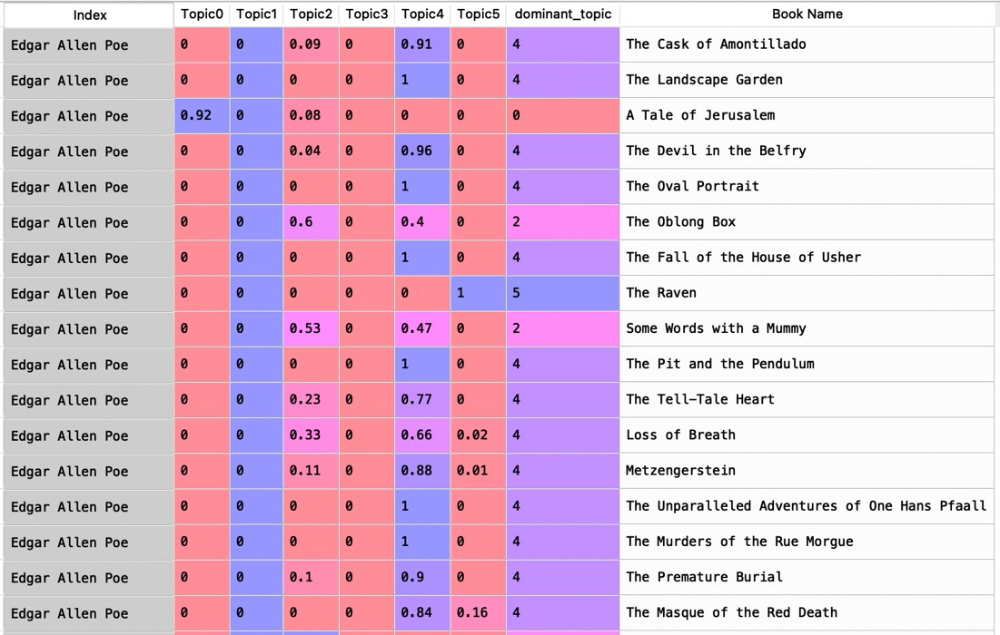 Index Topic0 Topic1 Topic2 Topic3 Topic4 Topic5 dominant_topic Book Name
Edgar Allen Poe 0 0 0.09 0 0.91 0 4 The Cask of Amontillado
Edgar Allen Poe 0 0 0 0 1 0 4 The Landscape Garden
Edgar Allen Poe 0.92 0 0.08 0 0 0 0 A Tale of Jerusalem
Edgar Allen Poe 0 0 0.04 0 0.96 0 4 The Devil in the Belfry
Edgar Allen Poe 0 0 0 0 1 0 4 The Oval Portrait
Edgar Allen Poe 0 0 0.6 0 0.4 0 2 The Oblong Box
Edgar Allen Poe 0 0 0 0 1 0 4 The Fall of the House of Usher
Edgar Allen Poe 0 0 0 0 0 1 5 The Raven
Edgar Allen Poe 0 0 0.53 0 0.47 0 2 Some Words with a Mummy
Edgar Allen Poe 0 0 0 0 1 0 4 The Pit and the Pendulum
Edgar Allen Poe 0 0 0.23 0 0.77 0 4 The Tell-Tale Heart
Edgar Allen Poe 0 0 0.33 0 0.66 0.02 4 Loss of Breath
Edgar Allen Poe 0 0 0.11 0 0.88 0.01 4 Metzengerstein
Edgar Allen Poe 0 0 0 0 1 0 4 The Unparalleled Adventures of One Hans Pfaall
Edgar Allen Poe 0 0 0 0 1 0 4 The Murders of the Rue Morgue
Edgar Allen Poe 0 0 0.1 0 0.9 0 4 The Premature Burial
Edgar Allen Poe 0 0 0 0 0.84 0.16 4 The Masque of the Red Death